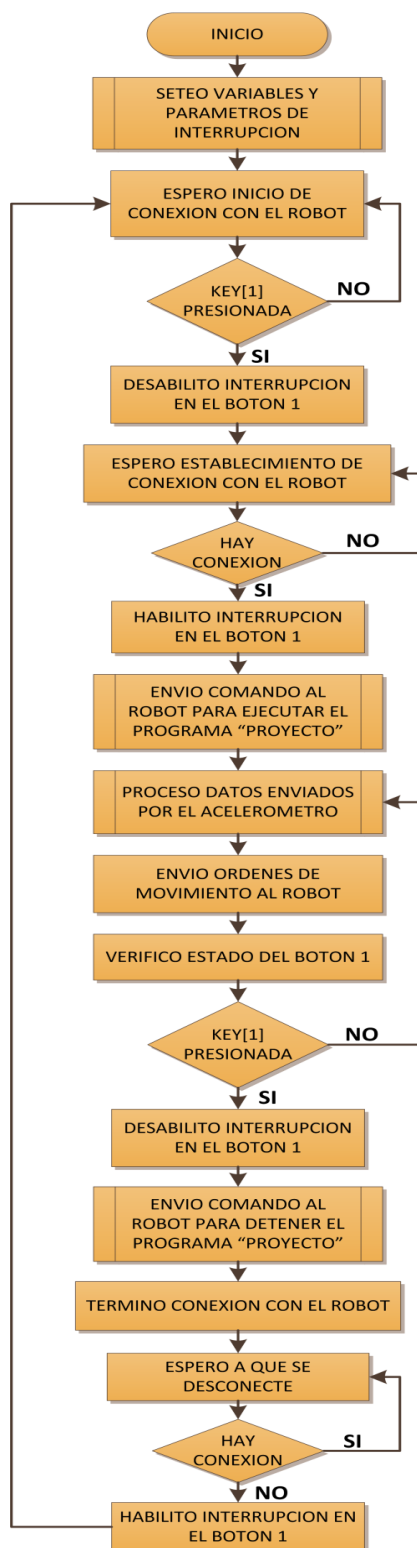 INICIO
SETEO VARIABLES Y
PARAMETROS DE
INTERRUPCION
ESPERO INICIO DE
CONEXION CON EL ROBOT
KEY[1]
PRESIONADA
NO
SI
DESABILITO INTERRUPCION
EN EL BOTON 1
ESPERO ESTABLECIMIENTO DE
CONEXION CON EL ROBOT
HAY
CONEXION
NO
SI
HABILITO INTERRUPCION
EN EL BOTON 1
ENVIO COMANDO AL
ROBOT PARA EJECUTAR EL
PROGRAMA “PROYECTO”
PROCESO DATOS ENVIADOS
POR EL ACELEROMETRO
ENVIO ORDENES DE
MOVIMIENTO AL ROBOT
VERIFICO ESTADO DEL BOTON 1
KEY[1]
PRESIONADA
NO
SI
DESABILITO INTERRUPCION
EN EL BOTON 1
ENVIO COMANDO AL
ROBOT PARA DETENER EL
PROGRAMA “PROYECTO”
TERMINO CONEXION CON EL ROBOT
ESPERO A QUE SE
DESCONECTE
HAY
CONEXION
SI
NO
HABILITO INTERRUPCION EN
EL BOTON 1